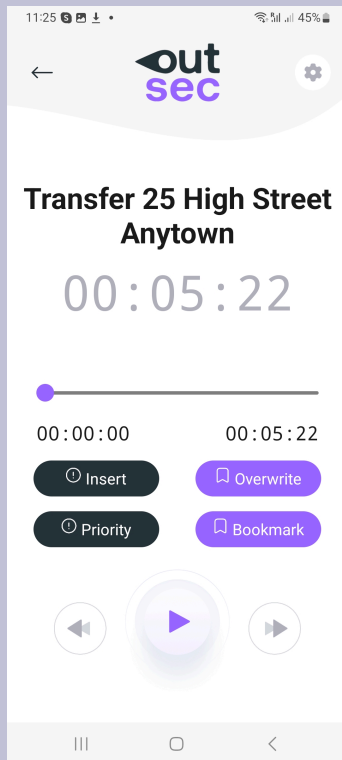 11:25 45%
out
sec
Transfer 25 High Street
Anytown
00:05:22
00:00:00 00:05:22
Insert Overwrite
Priority Bookmark